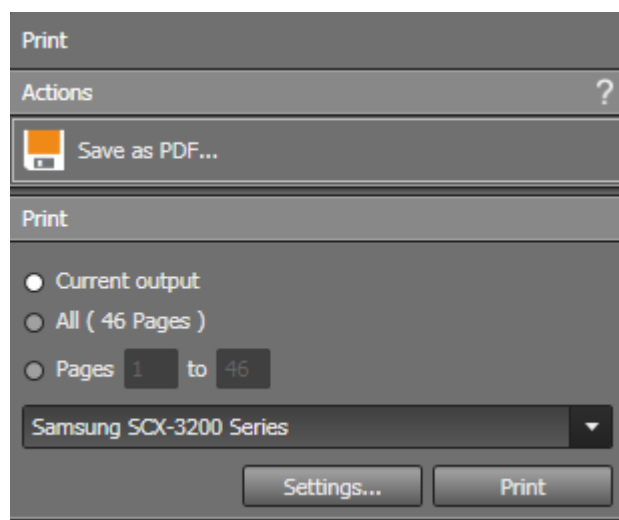 Print
Actions ?
Save as PDF...
Print
Current output
All ( 46 Pages )
Pages 1 to 46
Samsung SCX-3200 Series
Settings... Print